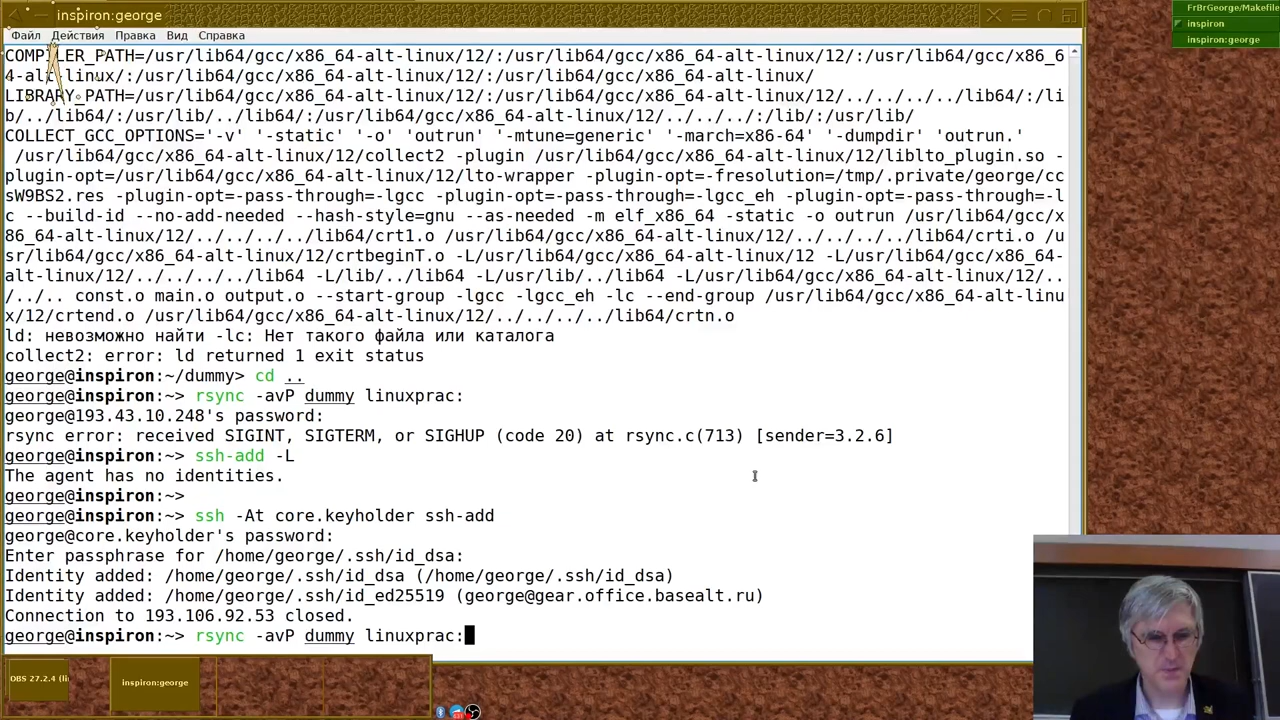 inspiron:george
FrBrGeorge/Makefile
inspiron
inspiron:george
Файл Действия Правка Вид Справка
COMPILER_PATH=/usr/lib64/gcc/x86_64-alt-linux/12/:/usr/lib64/gcc/x86_64-alt-linux/12/:/usr/lib64/gcc/x86_6
4-alt-linux/:/usr/lib64/gcc/x86_64-alt-linux/12/:/usr/lib64/gcc/x86_64-alt-linux/
LIBRARY_PATH=/usr/lib64/gcc/x86_64-alt-linux/12/:/usr/lib64/gcc/x86_64-alt-linux/12/../../../../lib64/:/li
b/../lib64/:/usr/lib/../lib64/:/usr/lib64/gcc/x86_64-alt-linux/12/../../../:/lib/:/usr/lib/
COLLECT_GCC_OPTIONS='-v' '-static' '-o' 'outrun' '-mtune=generic' '-march=x86-64' '-dumpdir' 'outrun.'
/usr/lib64/gcc/x86_64-alt-linux/12/collect2 -plugin /usr/lib64/gcc/x86_64-alt-linux/12/liblto_plugin.so -
plugin-opt=/usr/lib64/gcc/x86_64-alt-linux/12/lto-wrapper -plugin-opt=-fresolution=/tmp/.private/george/cc
sW9BS2.res -plugin-opt=-pass-through=-lgcc -plugin-opt=-pass-through=-lgcc_eh -plugin-opt=-pass-through=-l
c --build-id --no-add-needed --hash-style=gnu --as-needed -m elf_x86_64 -static -o outrun /usr/lib64/gcc/x
86_64-alt-linux/12/../../../../lib64/crt1.o /usr/lib64/gcc/x86_64-alt-linux/12/../../../../lib64/crti.o /u
sr/lib64/gcc/x86_64-alt-linux/12/crtbeginT.o -L/usr/lib64/gcc/x86_64-alt-linux/12 -L/usr/lib64/gcc/x86_64-
alt-linux/12/../../../../lib64 -L/lib/../lib64 -L/usr/lib/../lib64 -L/usr/lib64/gcc/x86_64-alt-linux/12/..
/../.. const.o main.o output.o --start-group -lgcc -lgcc_eh -lc --end-group /usr/lib64/gcc/x86_64-alt-linu
x/12/crtend.o /usr/lib64/gcc/x86_64-alt-linux/12/../../../../lib64/crtn.o
ld: невозможно найти -lc: Нет такого файла или каталога
collect2: error: ld returned 1 exit status
george@inspiron:~/dummy> cd ..
george@inspiron:~> rsync -avP dummy linuxprac:
george@193.43.10.248's password:
rsync error: received SIGINT, SIGTERM, or SIGHUP (code 20) at rsync.c(713) [sender=3.2.6]
george@inspiron:~> ssh-add -L
The agent has no identities.
george@inspiron:~>
george@inspiron:~> ssh -At core.keyholder ssh-add
george@core.keyholder's password:
Enter passphrase for /home/george/.ssh/id_dsa:
Identity added: /home/george/.ssh/id_dsa (/home/george/.ssh/id_dsa)
Identity added: /home/george/.ssh/id_ed25519 (george@gear.office.basealt.ru)
Connection to 193.106.92.53 closed.
george@inspiron:~> rsync -avP dummy linuxprac:
OBS 27.2.4 (li
inspiron:george